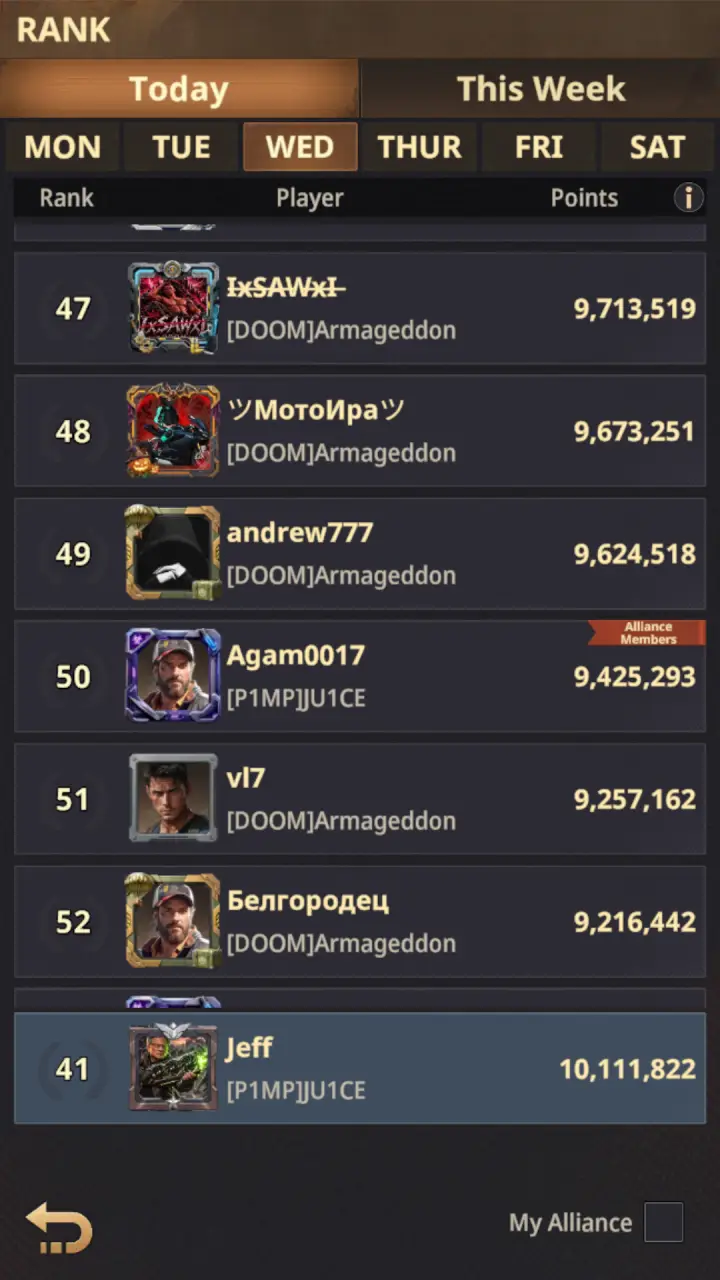 RANK
Today
This Week
MON TUE WED THUR FRI SAT
Rank Player Points i
47
IxSAWxI
IxSAWxI
[DOOM]Armageddon
9,713,519
48
ツМотоИраツ
[DOOM]Armageddon
9,673,251
49
andrew777
[DOOM]Armageddon
9,624,518
Alliance
Members
50
Agam0017
[P1MP]JU1CE
9,425,293
51
vl7
[DOOM]Armageddon
9,257,162
52
Белгородец
[DOOM]Armageddon
9,216,442
41
Jeff
[P1MP]JU1CE
10,111,822
My Alliance